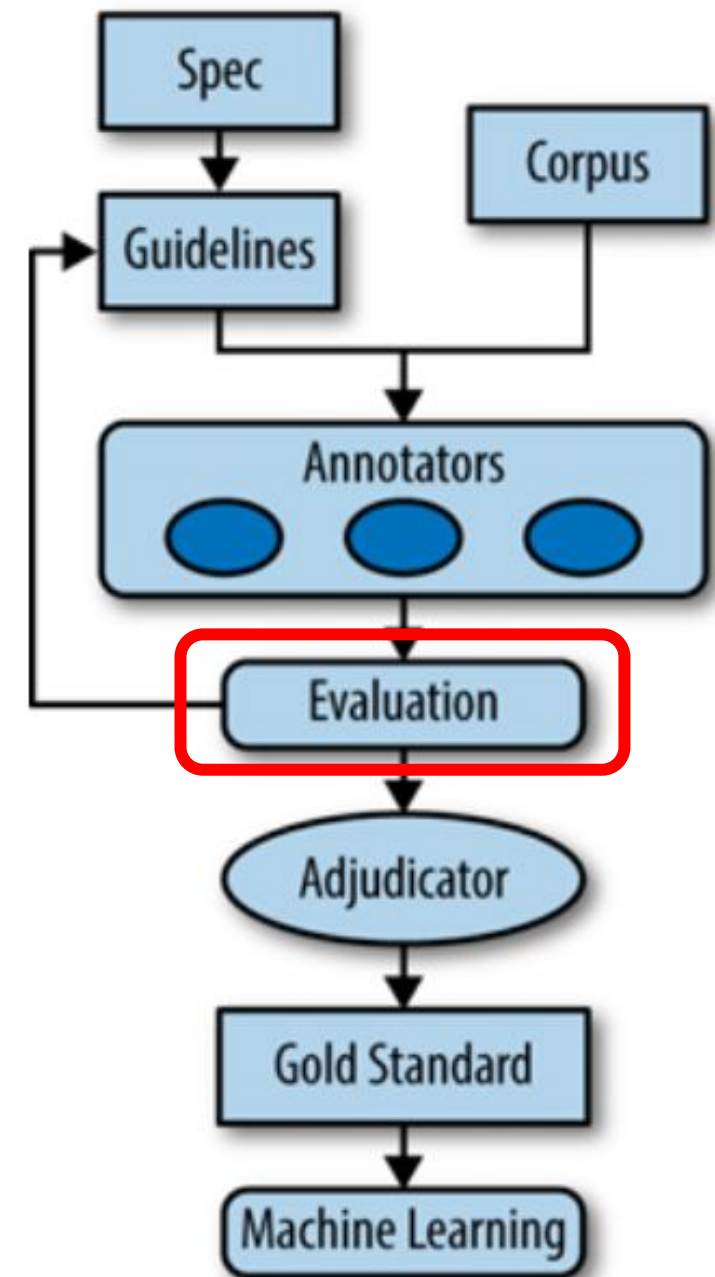 Spec
Corpus
Guidelines
Annotators
Evaluation
Adjudicator
Gold Standard
Machine Learning